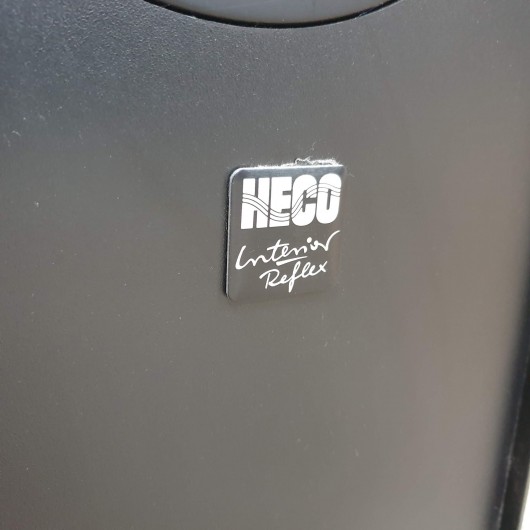 HECO
Interior
Reflex